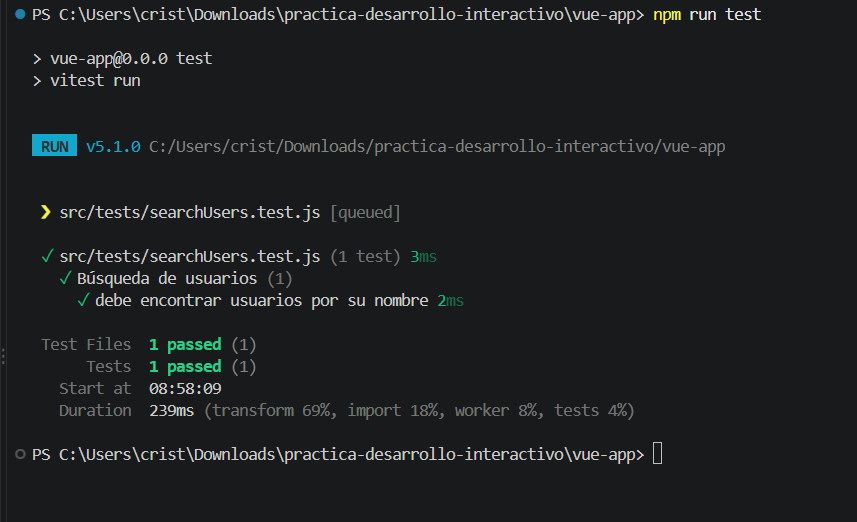 PS C:\Users\crist\Downloads\practica-desarrollo-interactivo\vue-app> npm run test
> vue-app@0.0.0 test
> vitest run
RUN v5.1.0 C:/Users/crist/Downloads/practica-desarrollo-interactivo/vue-app
❯ src/tests/searchUsers.test.js [queued]
✓ src/tests/searchUsers.test.js (1 test) 3ms
✓ Búsqueda de usuarios (1)
✓ debe encontrar usuarios por su nombre 2ms
Test Files 1 passed (1)
Tests 1 passed (1)
Start at 08:58:09
Duration 239ms (transform 69%, import 18%, worker 8%, tests 4%)
PS C:\Users\crist\Downloads\practica-desarrollo-interactivo\vue-app>